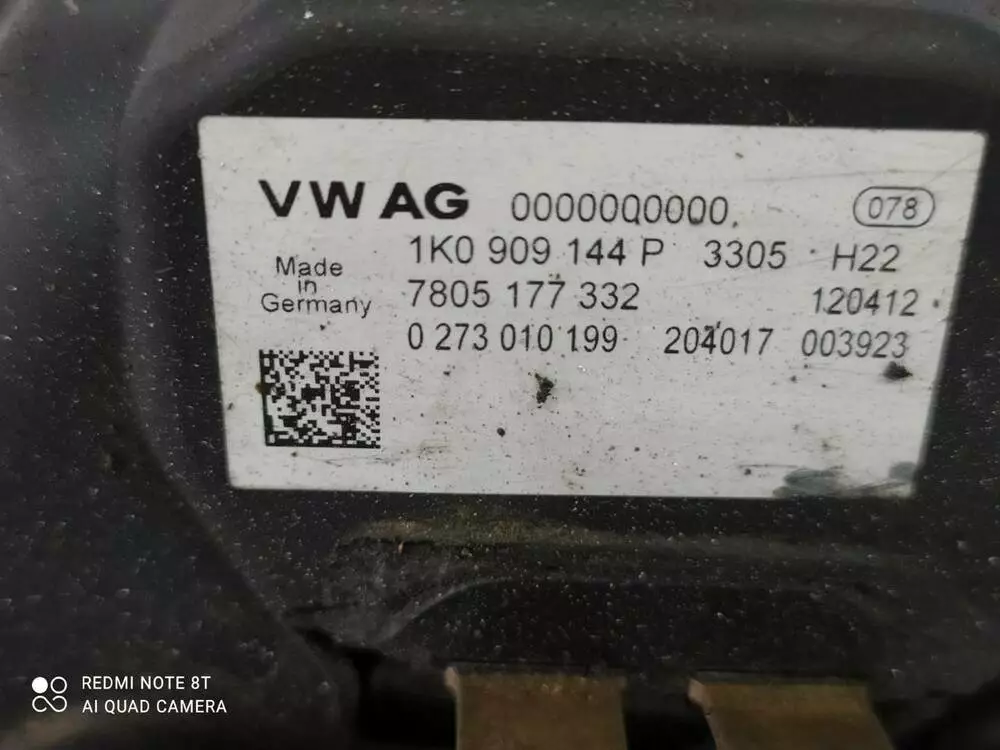 VW AG 0000000000. 078
1K0 909 144 P 3305 H22
Made
in
Germany
7805 177 332 120412
0 273 010 199 204017 003923
REDMI NOTE 8T
AI QUAD CAMERA